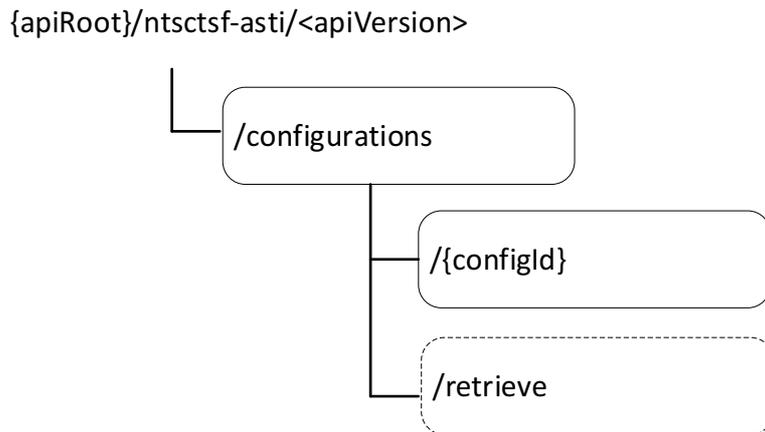 {apiRoot}/ntsctsf-asti/<apiVersion>
/configurations
/{configId}
/retrieve